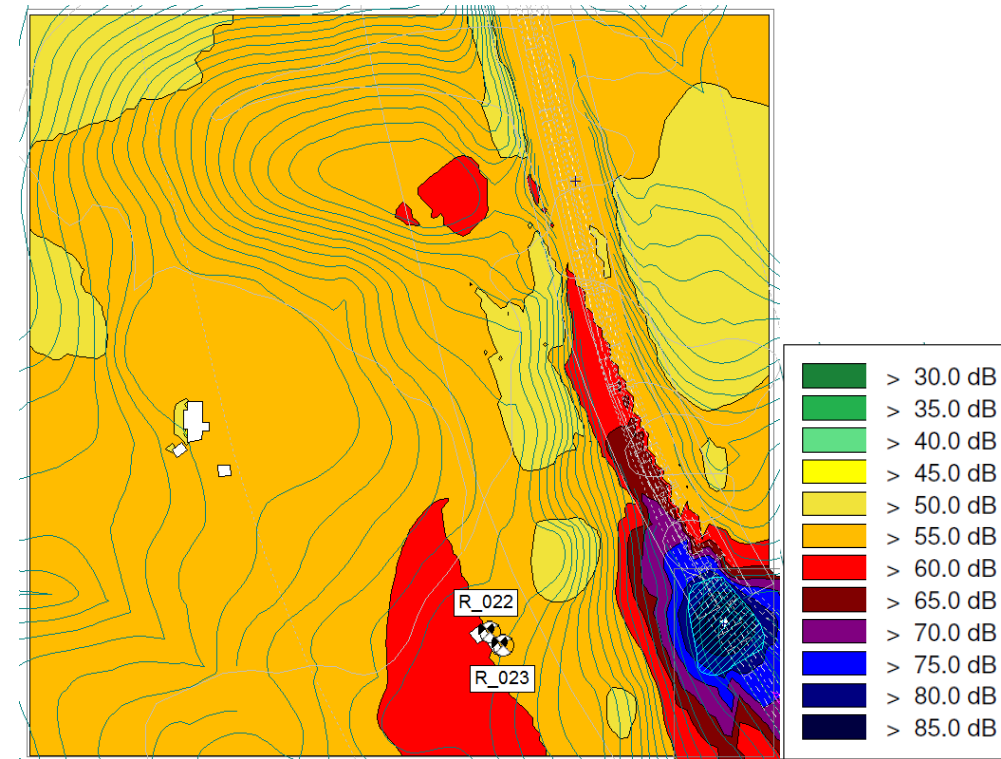 R_022
R_023
> 30.0 dB
> 35.0 dB
> 40.0 dB
> 45.0 dB
> 50.0 dB
> 55.0 dB
> 60.0 dB
> 65.0 dB
> 70.0 dB
> 75.0 dB
> 80.0 dB
> 85.0 dB